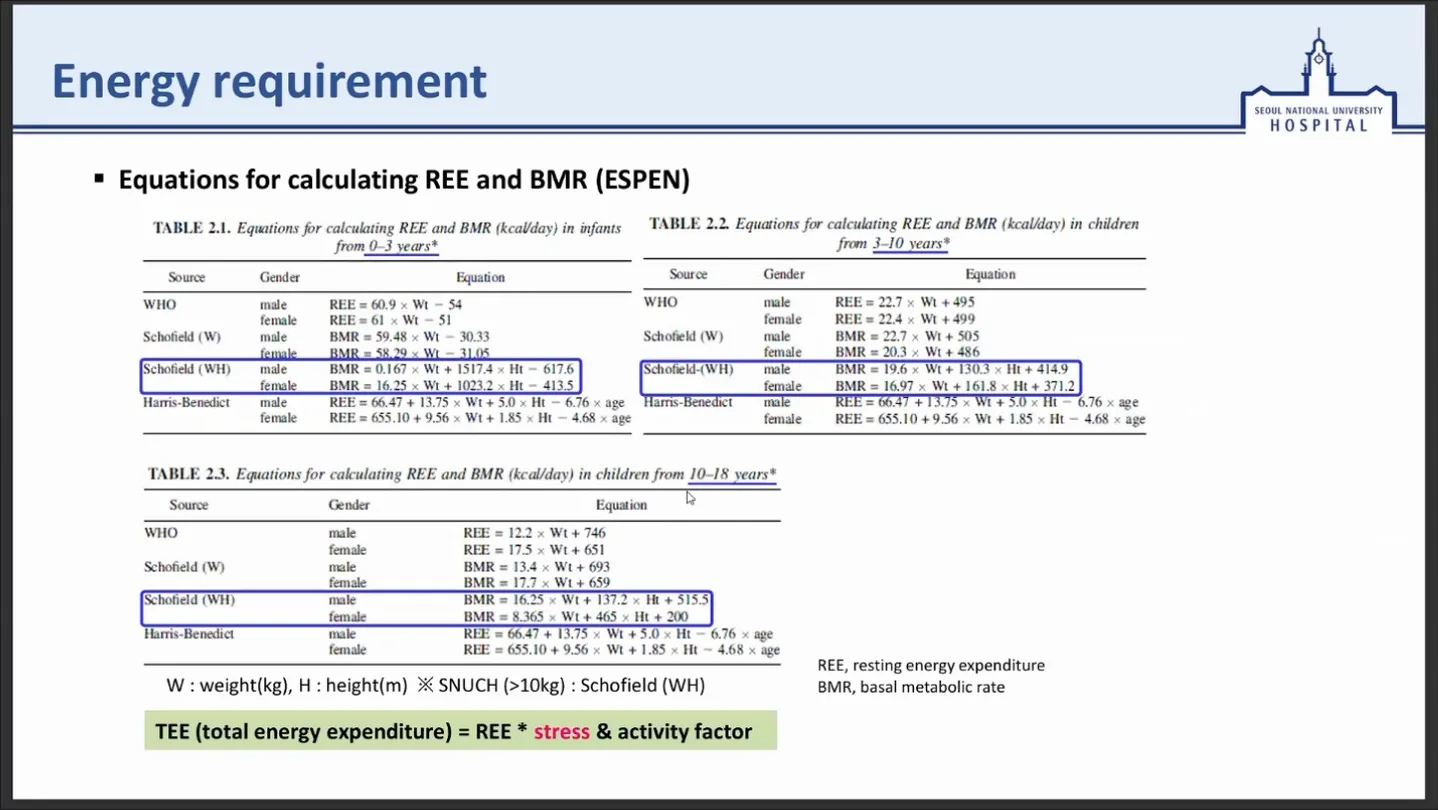 Energy requirement
SEOUL NATIONAL UNIVERSITY
HOSPITAL
▪ Equations for calculating REE and BMR (ESPEN)
TABLE 2.1. Equations for calculating REE and BMR (kcal/day) in infants
from 0–3 years*
Source Gender Equation
WHO male REE = 60.9 × Wt − 54
female REE = 61 × Wt − 51
Schofield (W) male BMR = 59.48 × Wt − 30.33
female BMR = 58.29 × Wt − 31.05
Schofield (WH) male BMR = 0.167 × Wt + 1517.4 × Ht − 617.6
female BMR = 16.25 × Wt + 1023.2 × Ht − 413.5
Harris-Benedict male REE = 66.47 + 13.75 × Wt + 5.0 × Ht − 6.76 × age
female REE = 655.10 + 9.56 × Wt + 1.85 × Ht − 4.68 × age
TABLE 2.2. Equations for calculating REE and BMR (kcal/day) in children
from 3–10 years*
Source Gender Equation
WHO male REE = 22.7 × Wt + 495
female REE = 22.4 × Wt + 499
Schofield (W) male BMR = 22.7 × Wt + 505
female BMR = 20.3 × Wt + 486
Schofield-(WH) male BMR = 19.6 × Wt + 130.3 × Ht + 414.9
female BMR = 16.97 × Wt + 161.8 × Ht + 371.2
Harris-Benedict male REE = 66.47 + 13.75 × Wt + 5.0 × Ht − 6.76 × age
female REE = 655.10 + 9.56 × Wt + 1.85 × Ht − 4.68 × age
TABLE 2.3. Equations for calculating REE and BMR (kcal/day) in children from 10–18 years*
Source Gender Equation
WHO male REE = 12.2 × Wt + 746
female REE = 17.5 × Wt + 651
Schofield (W) male BMR = 13.4 × Wt + 693
female BMR = 17.7 × Wt + 659
Schofield (WH) male BMR = 16.25 × Wt + 137.2 × Ht + 515.5
female BMR = 8.365 × Wt + 465 × Ht + 200
Harris-Benedict male REE = 66.47 + 13.75 × Wt + 5.0 × Ht − 6.76 × age
female REE = 655.10 + 9.56 × Wt + 1.85 × Ht − 4.68 × age
W : weight(kg), H : height(m) ※ SNUCH (>10kg) : Schofield (WH)
REE, resting energy expenditure
BMR, basal metabolic rate
TEE (total energy expenditure) = REE * stress & activity factor